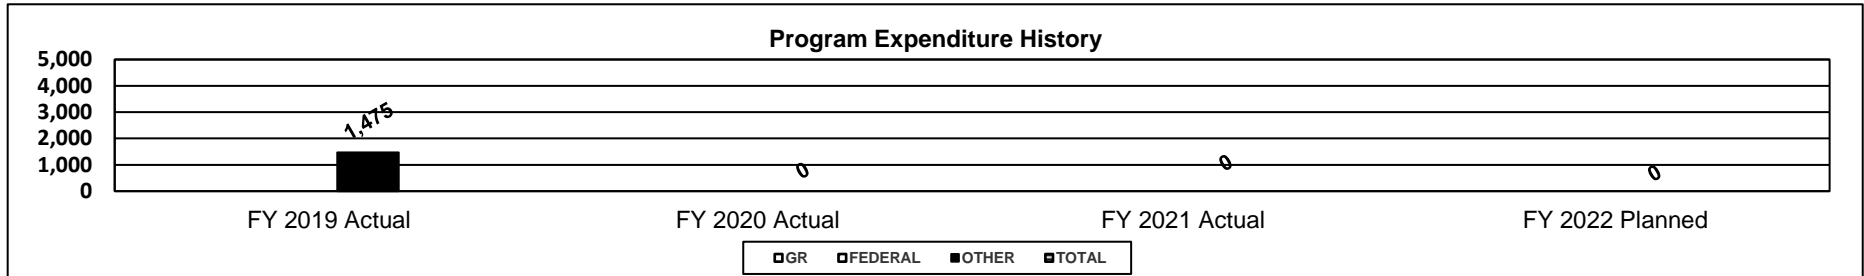 Program Expenditure History
5,000
4,000
3,000
2,000
1,000
0
1,475
0
0
0
FY 2019 Actual
FY 2020 Actual
FY 2021 Actual
FY 2022 Planned
GR FEDERAL OTHER TOTAL